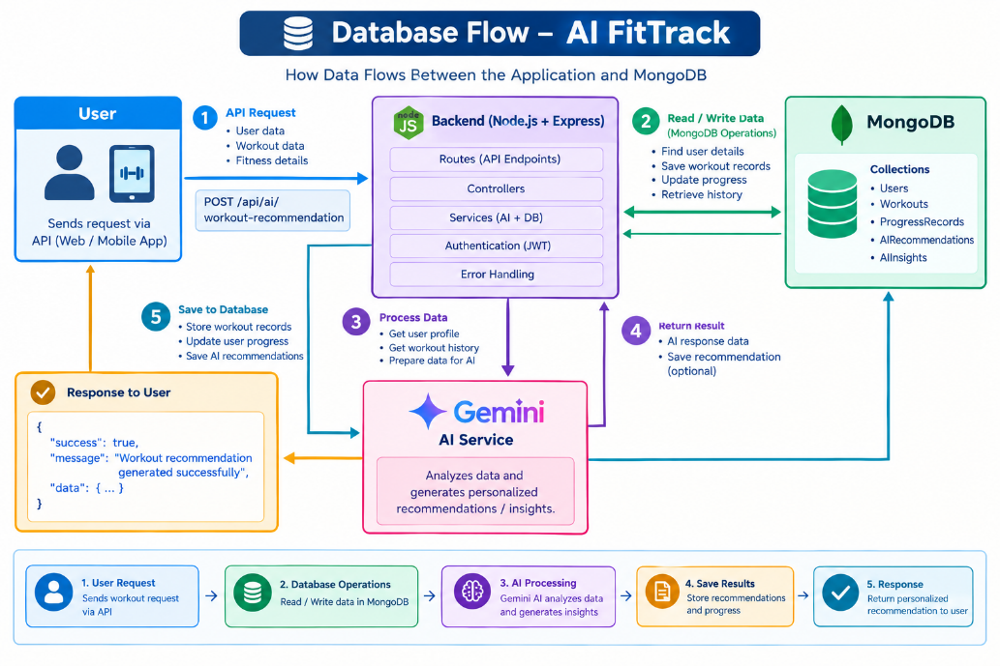 Database Flow – AI FitTrack
How Data Flows Between the Application and MongoDB
User
Sends request via
API (Web / Mobile App)
1 API Request
• User data
• Workout data
• Fitness details
POST /api/ai/
workout-recommendation
node
JS
Backend (Node.js + Express)
Routes (API Endpoints)
Controllers
Services (AI + DB)
Authentication (JWT)
Error Handling
2 Read / Write Data
(MongoDB Operations)
• Find user details
• Save workout records
• Update progress
• Retrieve history
MongoDB
Collections
• Users
• Workouts
• ProgressRecords
• AIRecommendations
• AIInsights
5 Save to Database
• Store workout records
• Update user progress
• Save AI recommendations
3 Process Data
• Get user profile
• Get workout history
• Prepare data for AI
4 Return Result
• AI response data
• Save recommendation
(optional)
Response to User
{
"success": true,
"message": "Workout recommendation
generated successfully",
"data": { ... }
}
Gemini
AI Service
Analyzes data and
generates personalized
recommendations / insights.
1. User Request
Sends workout request
via API
2. Database Operations
Read / Write data in MongoDB
3. AI Processing
Gemini AI analyzes data
and generates insights
4. Save Results
Store recommendations
and progress
5. Response
Return personalized
recommendation to user